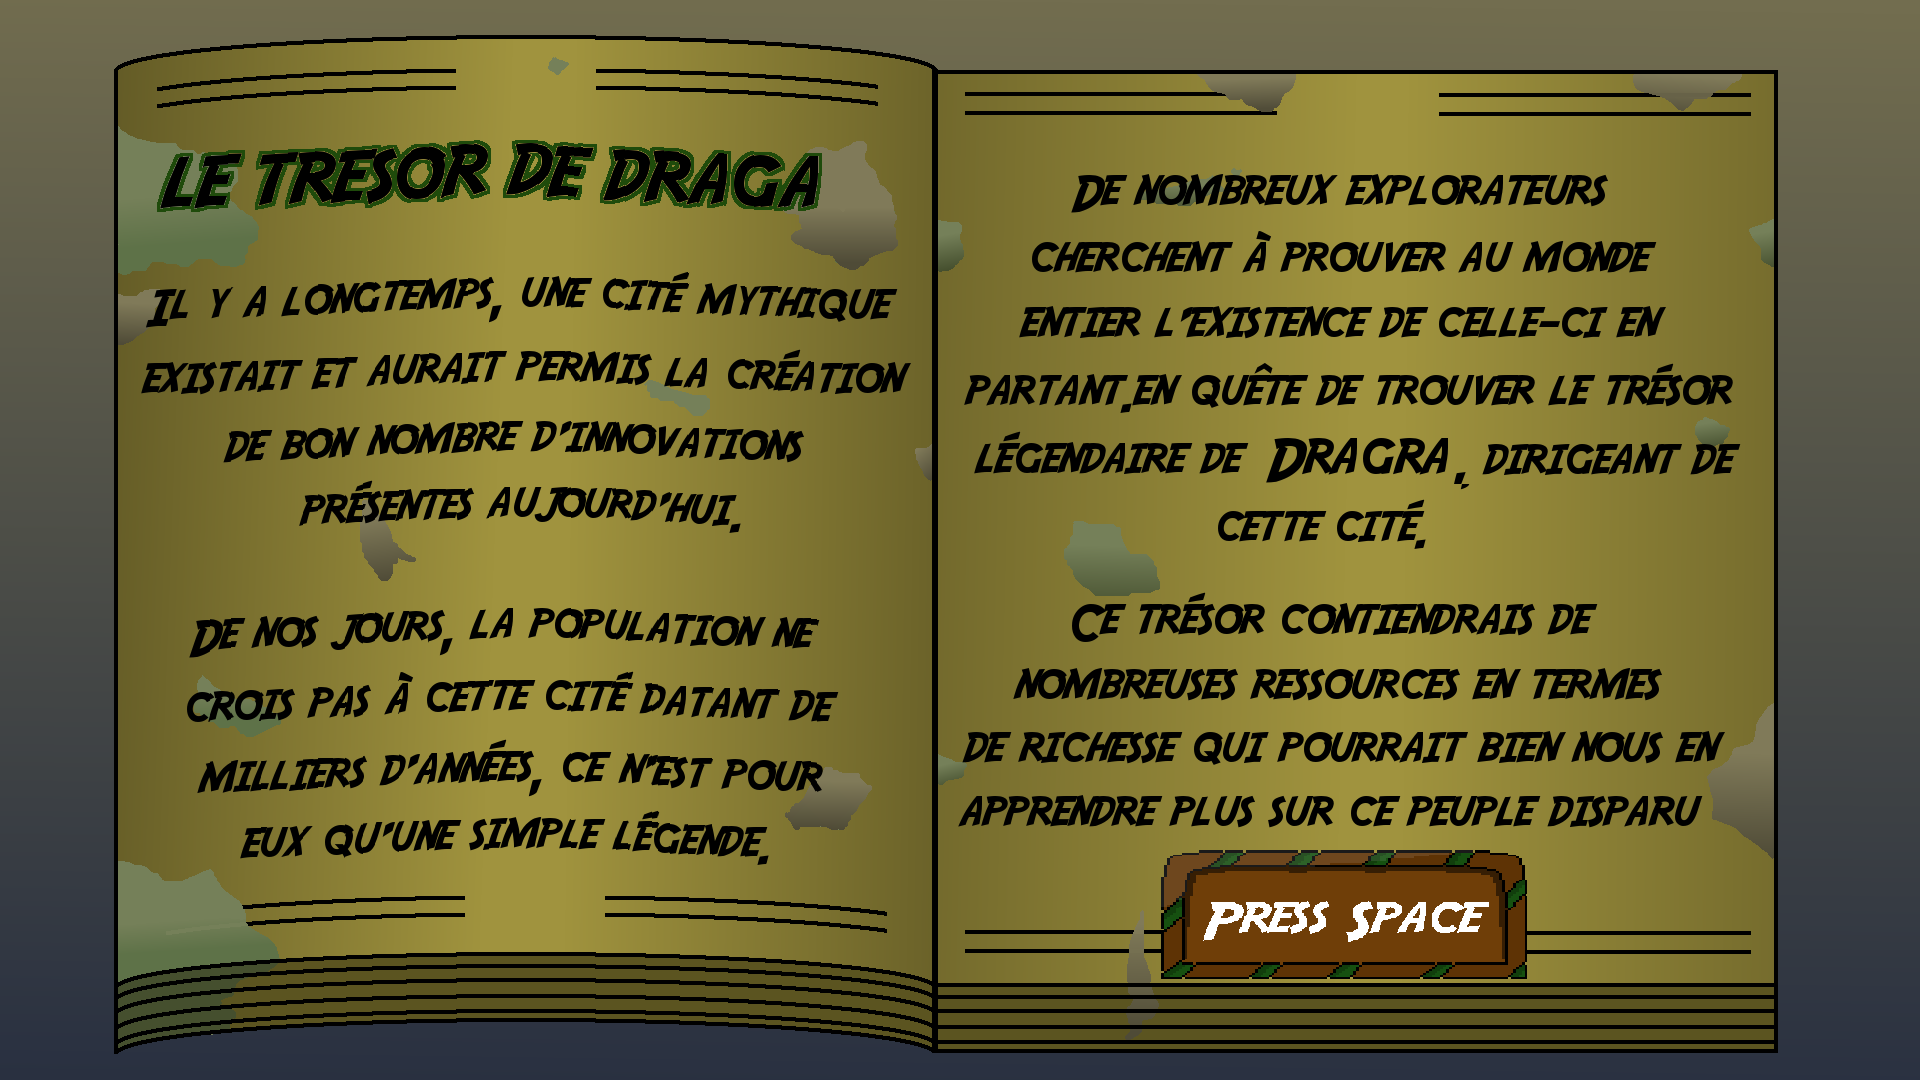 LE TRESOR DE DRAGA
IL Y A LONGTEMPS, UNE CITÉ MYTHIQUE
EXISTAIT ET AURAIT PERMIS LA CRÉATION
DE BON NOMBRE D'INNOVATIONS
PRÉSENTES AUJOURD'HUI.
DE NOS JOURS, LA POPULATION NE
CROIS PAS À CETTE CITÉ DATANT DE
MILLIERS D'ANNÉES, CE N'EST POUR
EUX QU'UNE SIMPLE LÉGENDE.
DE NOMBREUX EXPLORATEURS
CHERCHENT À PROUVER AU MONDE
ENTIER L'EXISTENCE DE CELLE-CI EN
PARTANT.EN QUÊTE DE TROUVER LE TRÉSOR
LÉGENDAIRE DE DRAGRA, DIRIGEANT DE
CETTE CITÉ.
CE TRÉSOR CONTIENDRAIS DE
NOMBREUSES RESSOURCES EN TERMES
DE RICHESSE QUI POURRAIT BIEN NOUS EN
APPRENDRE PLUS SUR CE PEUPLE DISPARU
PRESS SPACE